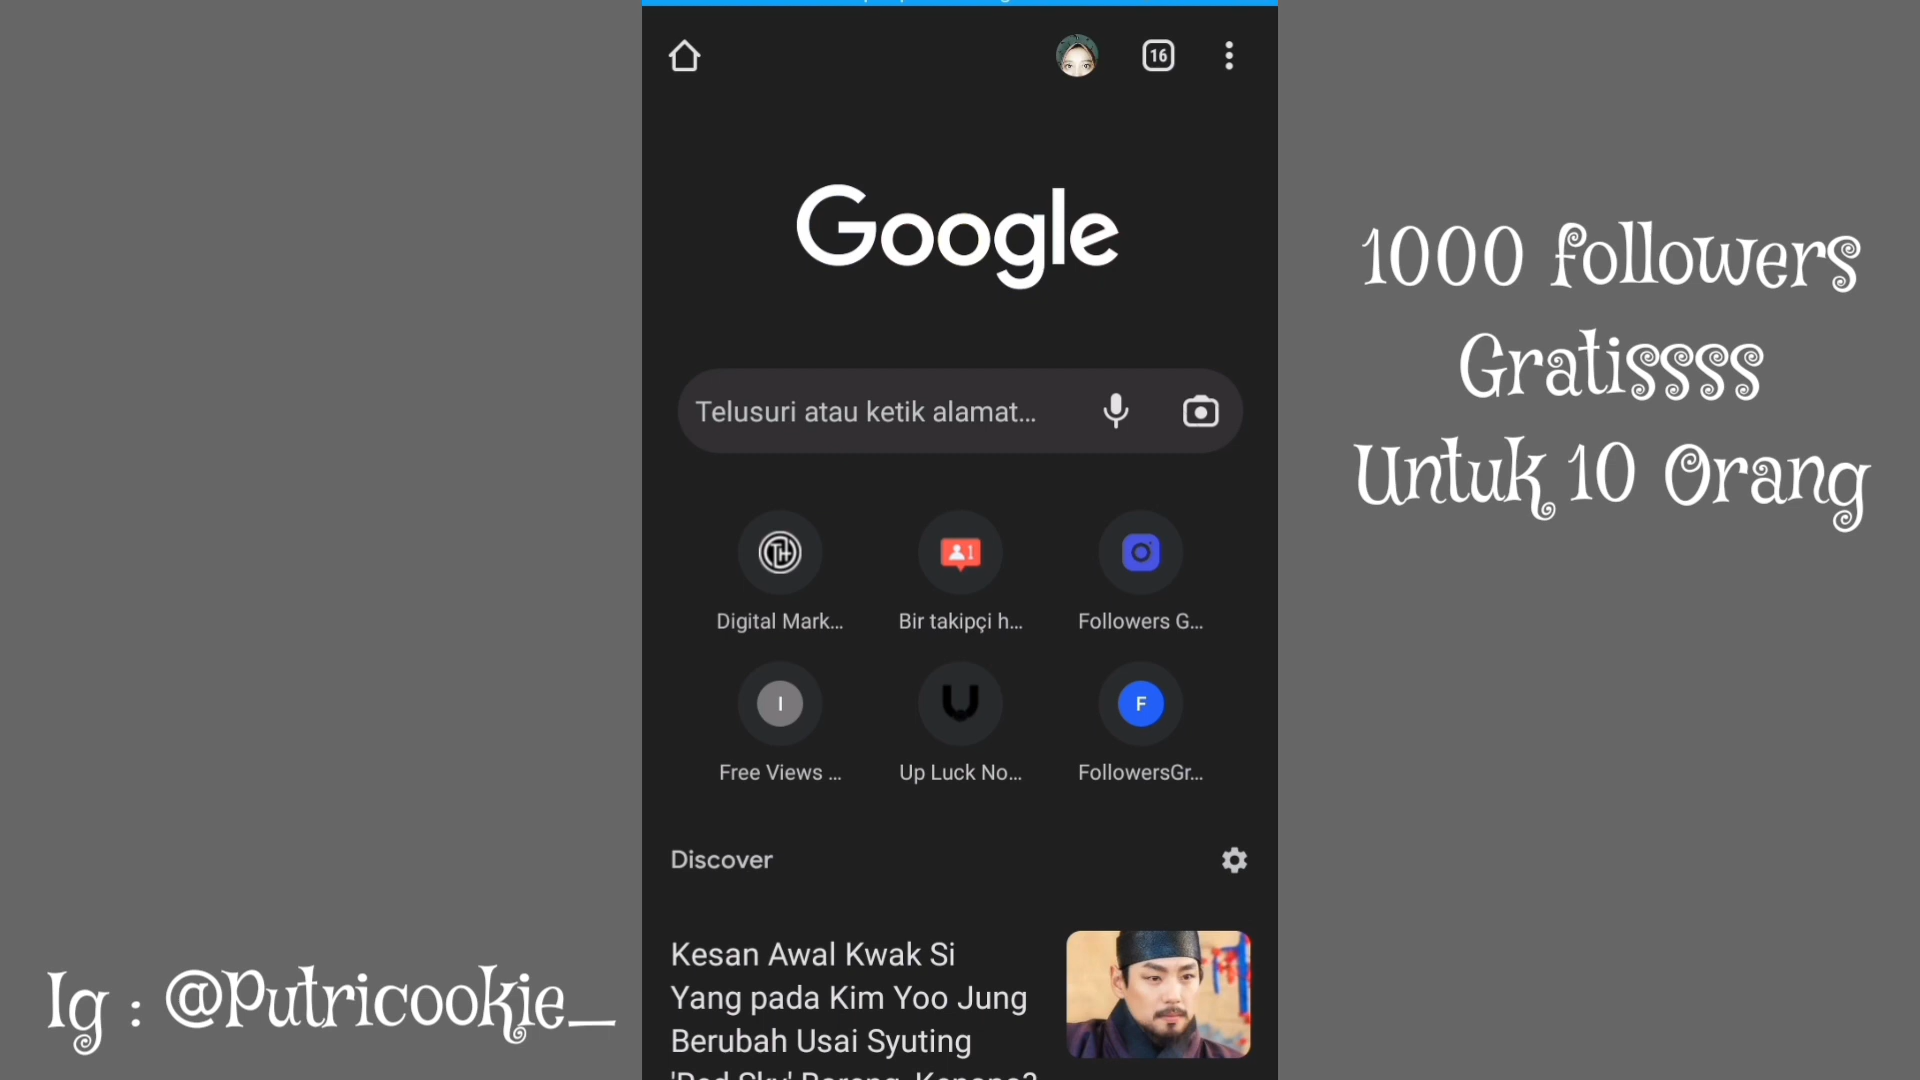 16
Google
Telusuri atau ketik alamat...
Digital Mark...
Bir takipçi h...
Followers G...
I
F
Free Views ...
Up Luck No...
FollowersGr...
Discover
Kesan Awal Kwak Si
Yang pada Kim Yoo Jung
Berubah Usai Syuting
1000 followers
Gratissss
Untuk 10 Orang
Ig : @Putricookie_